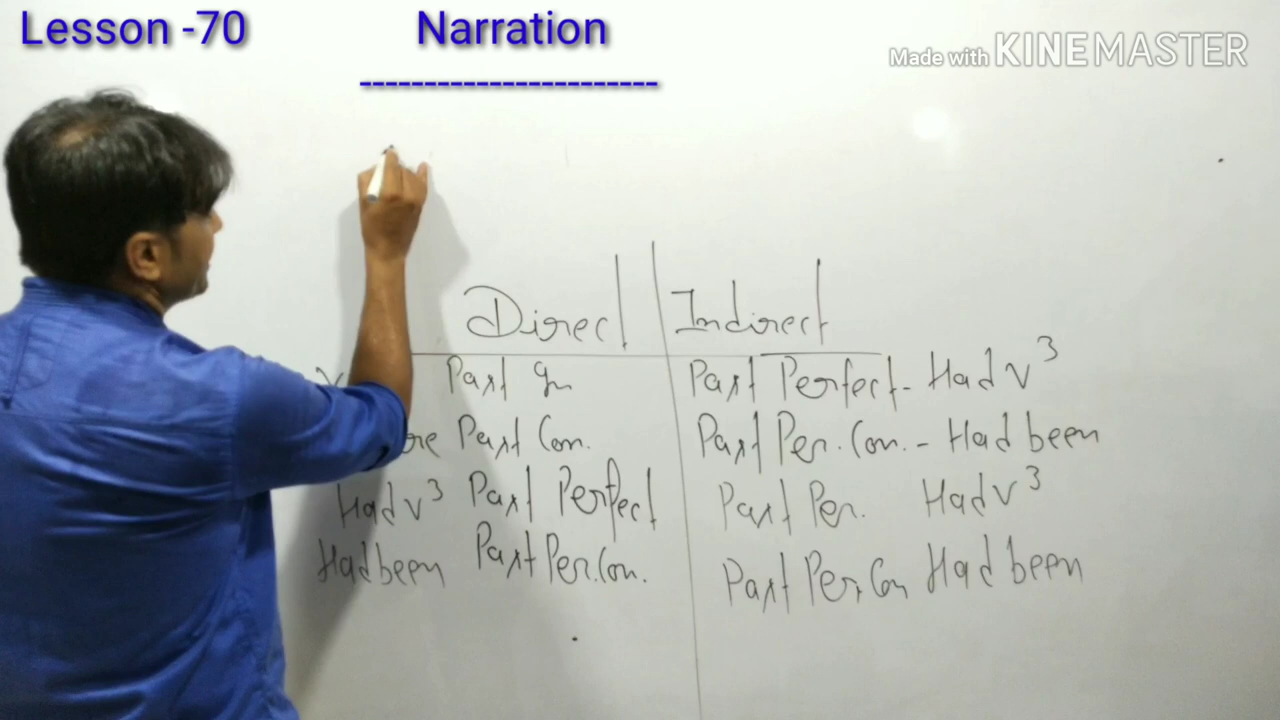 Lesson -70 Narration
Made with KINEMASTER
-----------------------
Direct Indirect
Past In Past Perfect - Had v3
Past Con. Past Per. Con. - Had been
Had v3 Past Perfect Past Per. Had v3
Had been Past Per. Con. Past Per. Con Had been